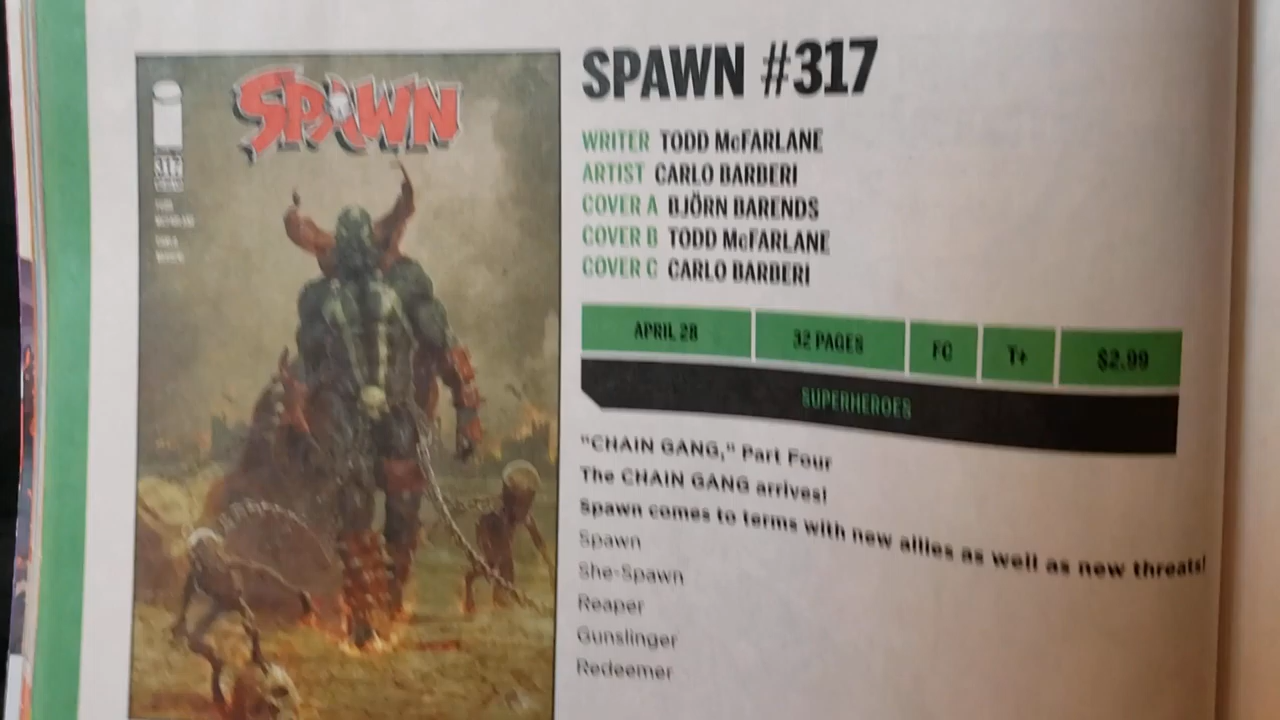 SPAWN
317
SPAWN #317
WRITER TODD McFARLANE
ARTIST CARLO BARBERI
COVER A BJÖRN BARENDS
COVER B TODD McFARLANE
COVER C CARLO BARBERI
APRIL 28 32 PAGES FC T+ $2.99
SUPERHEROES
"CHAIN GANG," Part Four
The CHAIN GANG arrives!
Spawn comes to terms with new allies as well as new threats!
Spawn
She-Spawn
Reaper
Gunslinger
Redeemer